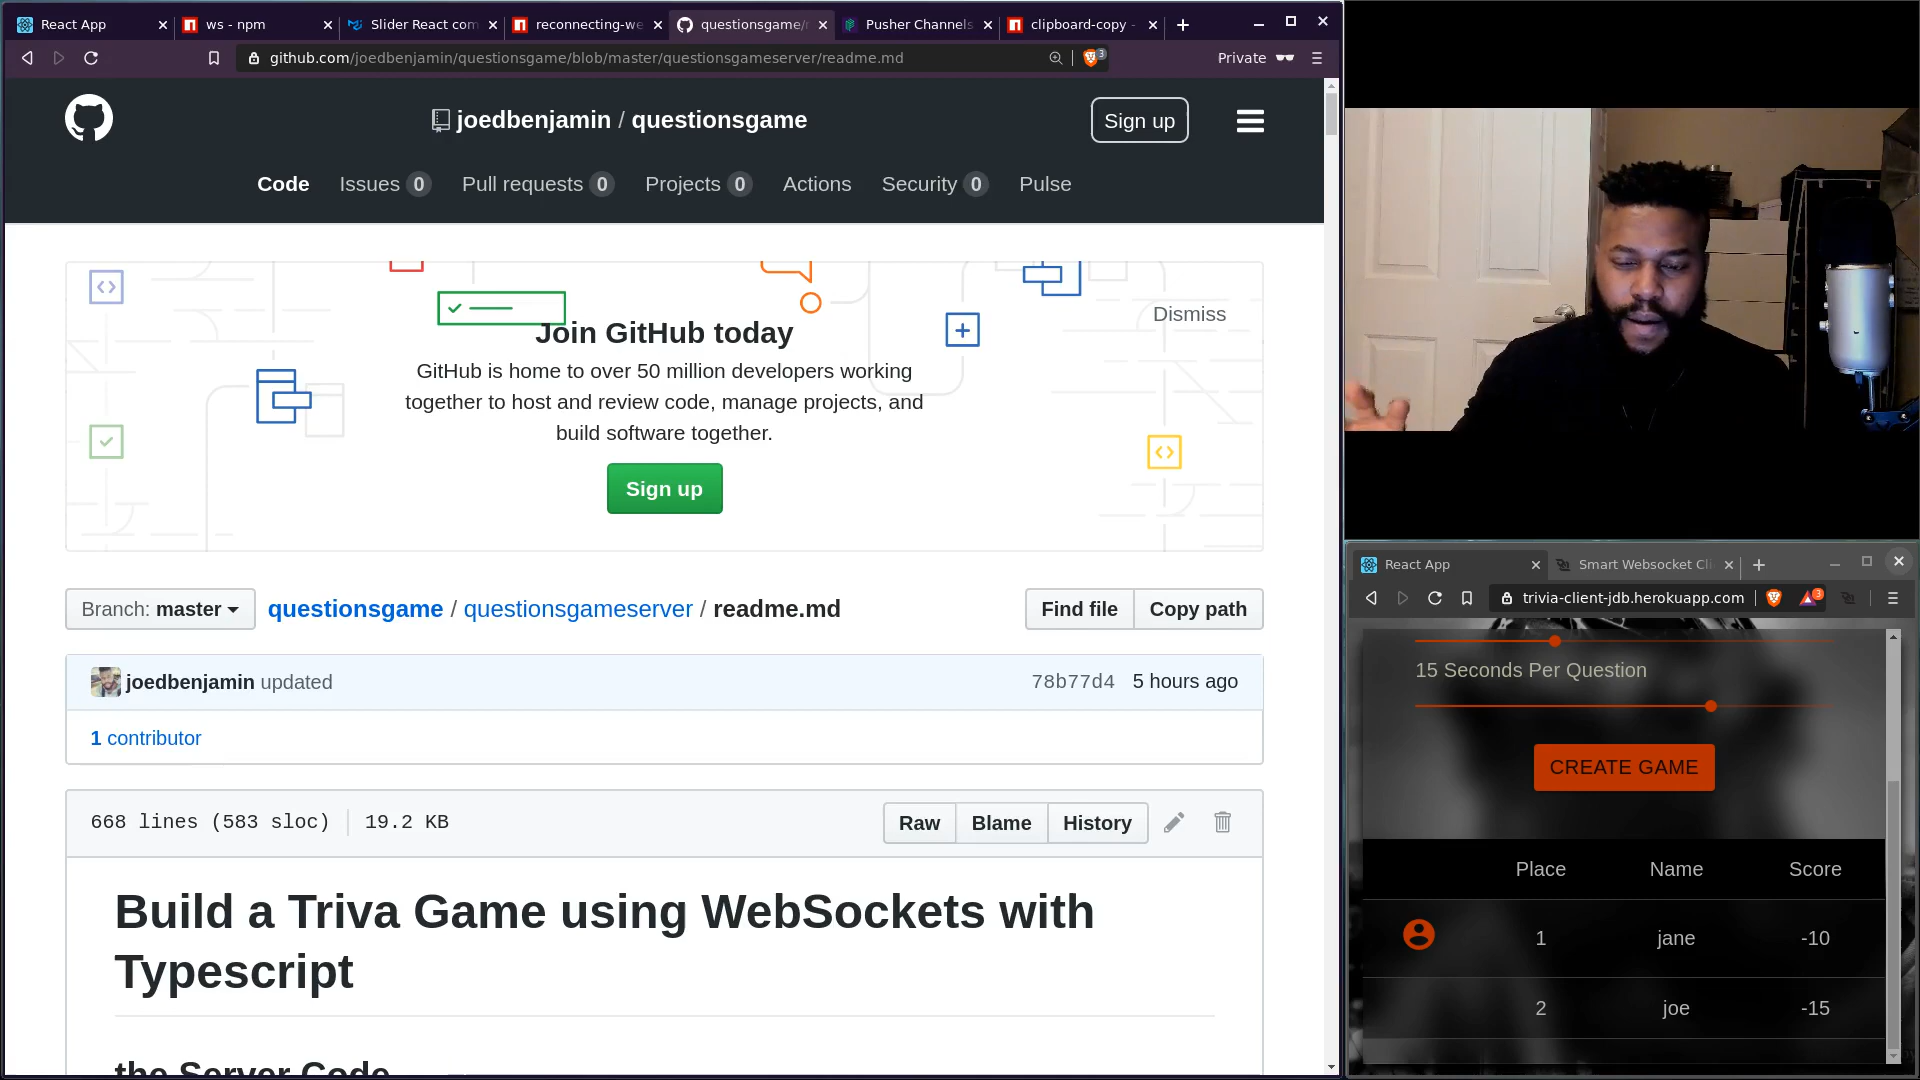 React App
ws - npm
Slider React com
reconnecting-we
questionsgame/r
Pusher Channels
clipboard-copy -
github.com/joedbenjamin/questionsgame/blob/master/questionsgameserver/readme.md
3
Private
joedbenjamin / questionsgame
Sign up
Code
Issues 0
Pull requests 0
Projects 0
Actions
Security 0
Pulse
Dismiss
Join GitHub today
GitHub is home to over 50 million developers working
together to host and review code, manage projects, and
build software together.
Sign up
Branch: master
questionsgame / questionsgameserver / readme.md
Find file
Copy path
joedbenjamin updated
78b77d4
5 hours ago
1 contributor
668 lines (583 sloc)
19.2 KB
Raw
Blame
History
Build a Triva Game using WebSockets with
Typescript
the Server Code
React App
Smart Websocket Cli
trivia-client-jdb.herokuapp.com
3
15 Seconds Per Question
CREATE GAME
Place Name Score
1 jane -10
2 joe -15